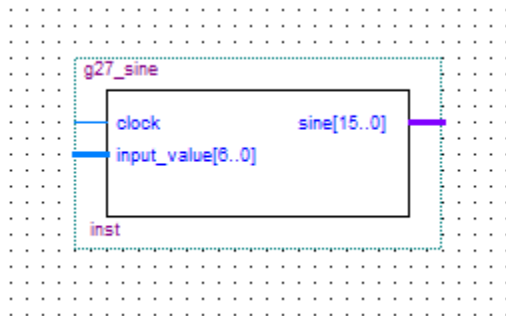 g27_sine
clock sine[15..0]
input_value[6..0]
inst